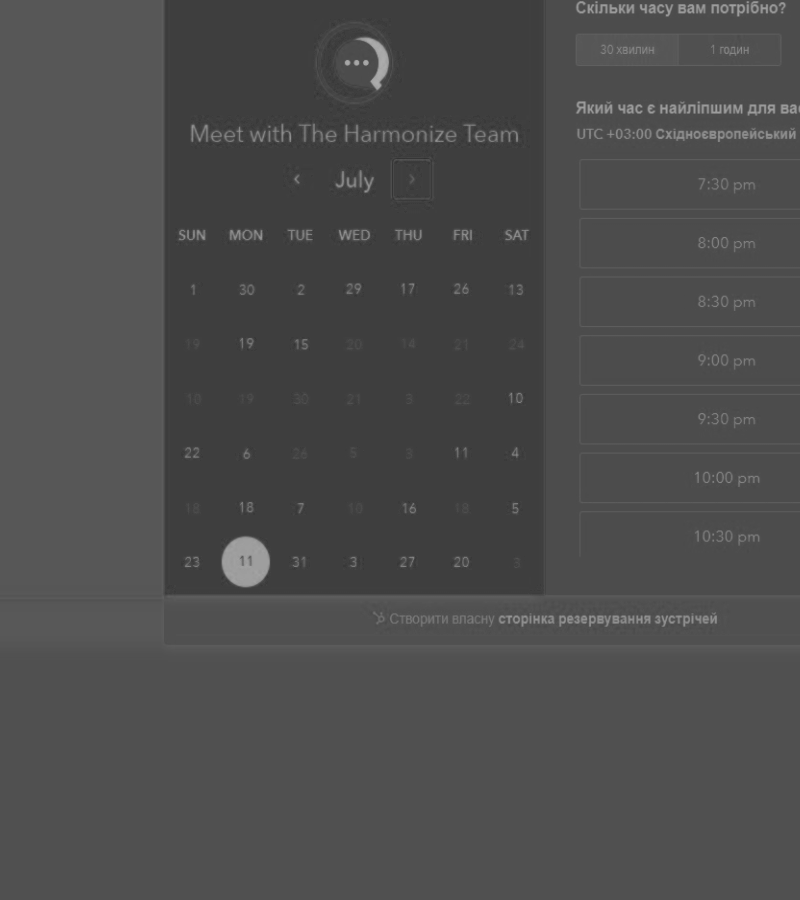 Скільки часу вам потрібно?
30 хвилин 1 годин
Meet with The Harmonize Team
July
Який час є найліпшим для ва
UTC +03:00 Східноєвропейський
SUN MON TUE WED THU FRI SAT
1 30 2 29 17 26 13
19 19 15 20 14 21 24
10 19 30 21 3 22 10
22 6 26 5 3 11 4
18 18 7 10 16 18 5
23 11 31 3 27 20 3
7:30 pm
8:00 pm
8:30 pm
9:00 pm
9:30 pm
10:00 pm
10:30 pm
Створити власну сторінка резервування зустрічей